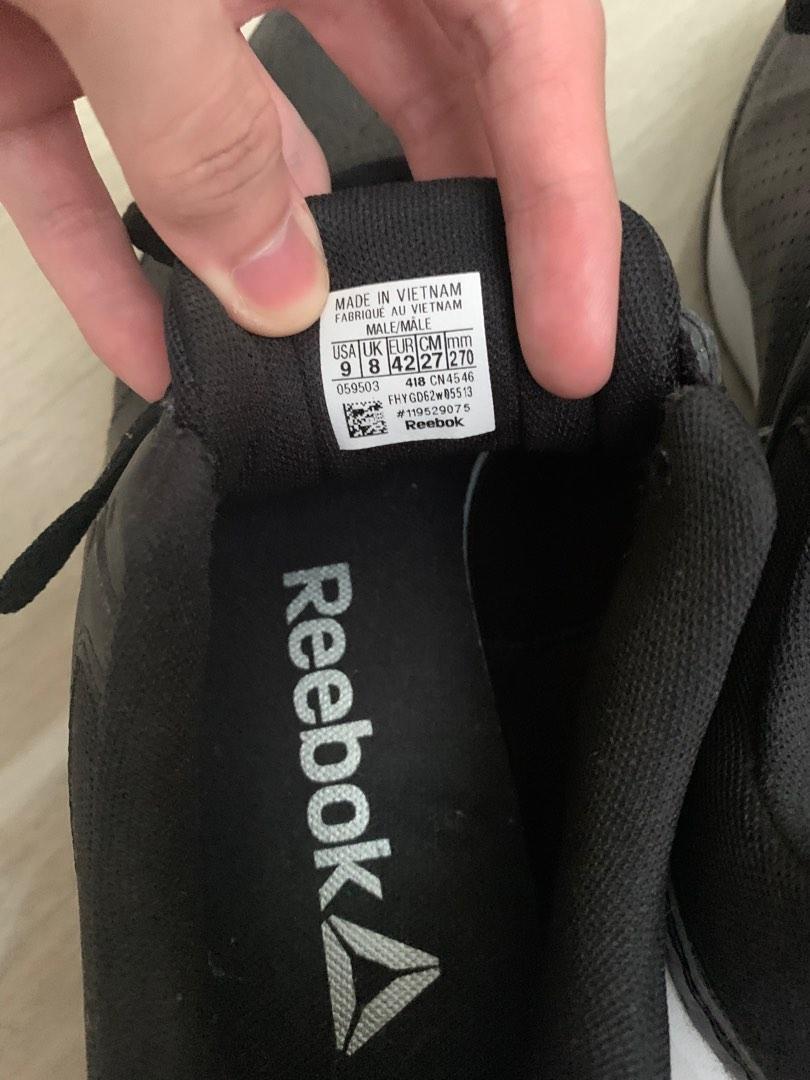 MADE IN VIETNAM
FABRIQUÉ AU VIETNAM
MALE/MÂLE
USA UK EUR CM mm
9 8 42 27 270
059503 418 CN4546
FHYGD62W05513
#119529075
Reebok
Reebok